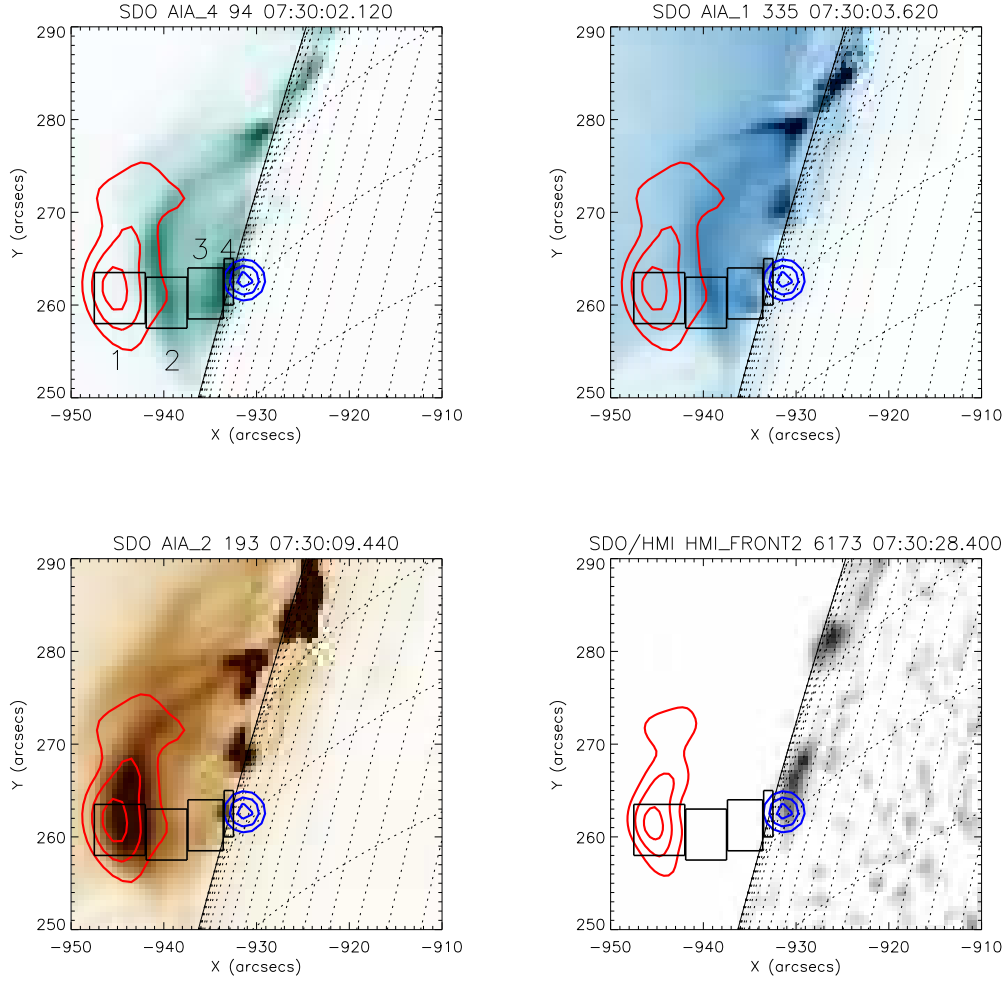 SDO AIA_4 94 07:30:02.120
290
280
270
260
250
Y (arcsecs)
3 4
1 2
-950 -940 -930 -920 -910
X (arcsecs)
SDO AIA_1 335 07:30:03.620
290
280
270
260
250
Y (arcsecs)
-950 -940 -930 -920 -910
X (arcsecs)
SDO AIA_2 193 07:30:09.440
290
280
270
260
250
Y (arcsecs)
-950 -940 -930 -920 -910
X (arcsecs)
SDO/HMI HMI_FRONT2 6173 07:30:28.400
290
280
270
260
250
Y (arcsecs)
-950 -940 -930 -920 -910
X (arcsecs)